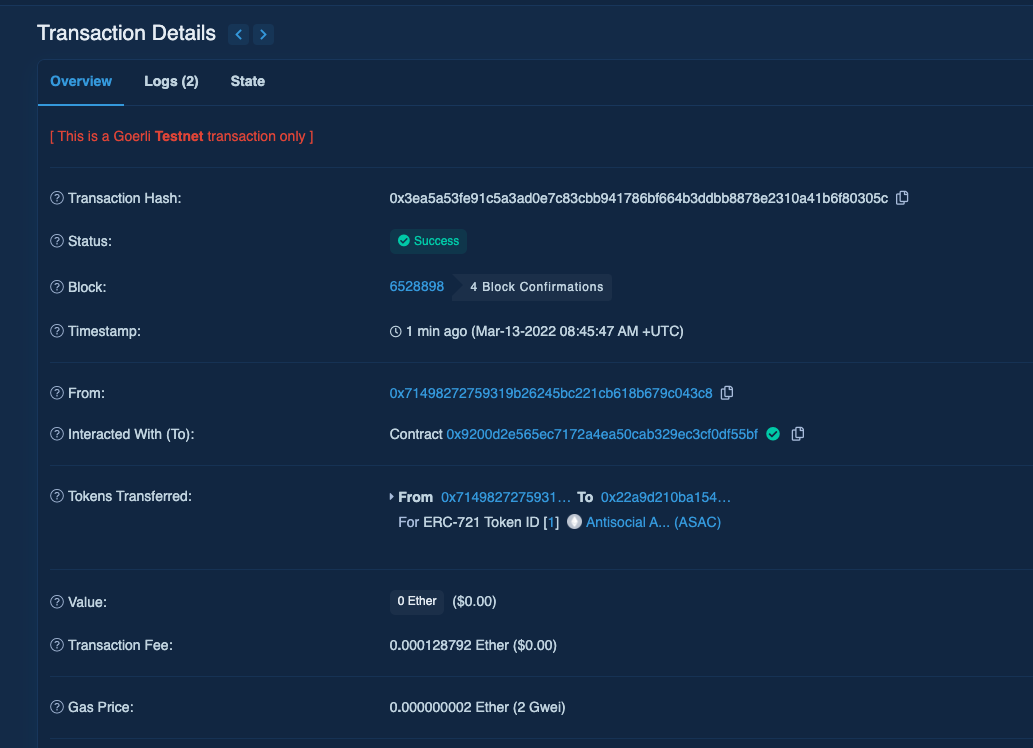 Transaction Details
Overview Logs (2) State
[ This is a Goerli Testnet transaction only ]
Transaction Hash: 0x3ea5a53fe91c5a3ad0e7c83cbb941786bf664b3ddbb8878e2310a41b6f80305c
Status: Success
Block: 6528898 4 Block Confirmations
Timestamp: 1 min ago (Mar-13-2022 08:45:47 AM +UTC)
From: 0x71498272759319b26245bc221cb618b679c043c8
Interacted With (To): Contract 0x9200d2e565ec7172a4ea50cab329ec3cf0df55bf
Tokens Transferred: From 0x7149827275931... To 0x22a9d210ba154...
For ERC-721 Token ID [1] Antisocial A... (ASAC)
Value: 0 Ether ($0.00)
Transaction Fee: 0.000128792 Ether ($0.00)
Gas Price: 0.000000002 Ether (2 Gwei)